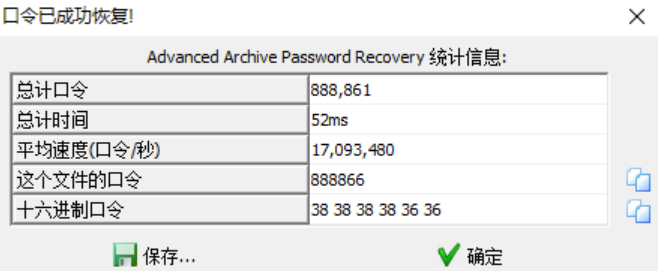 口令已成功恢复!
Advanced Archive Password Recovery 统计信息:
总计口令 888,861
总计时间 52ms
平均速度(口令/秒) 17,093,480
这个文件的口令 888866
十六进制口令 38 38 38 38 36 36
保存... 确定